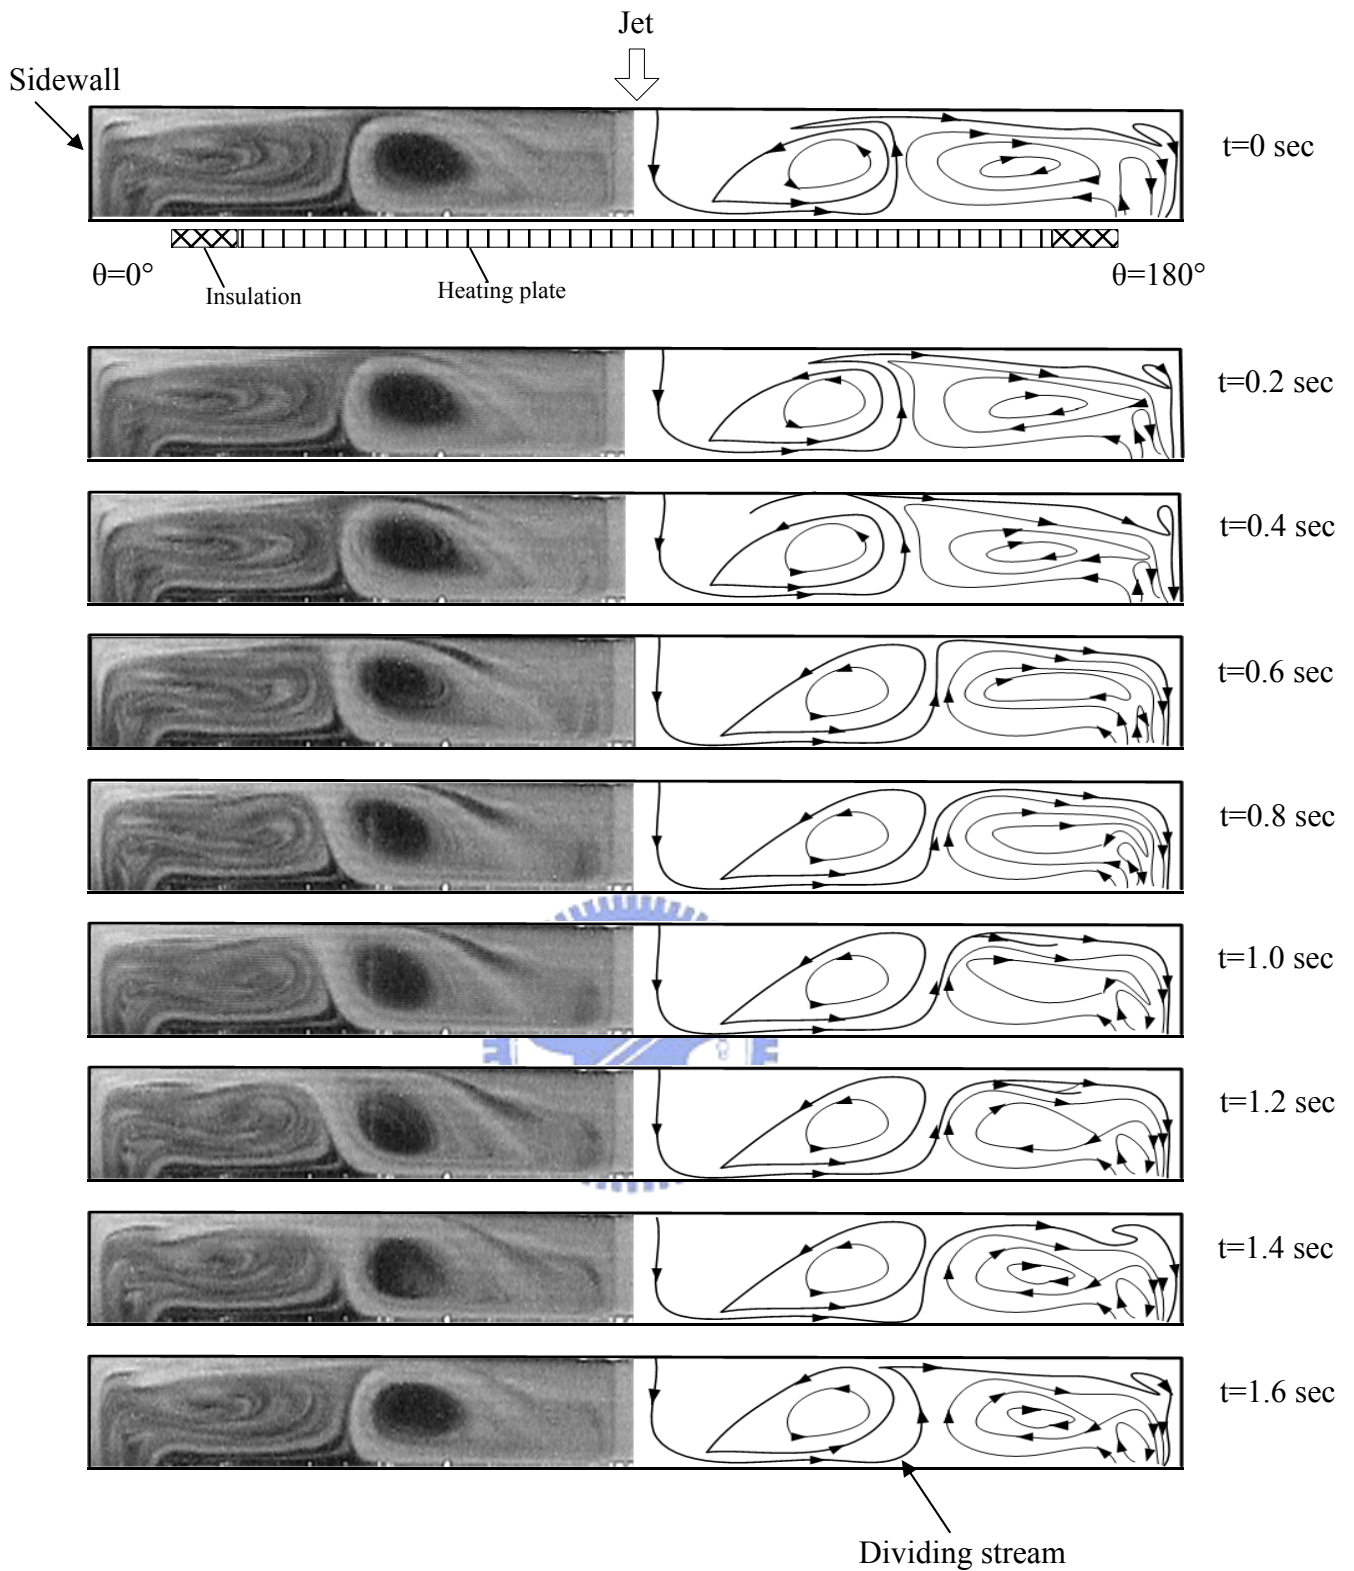 Jet
Sidewall
t=0 sec
θ=0°
θ=180°
Insulation
Heating plate
t=0.2 sec
t=0.4 sec
t=0.6 sec
t=0.8 sec
t=1.0 sec
t=1.2 sec
t=1.4 sec
t=1.6 sec
Dividing stream